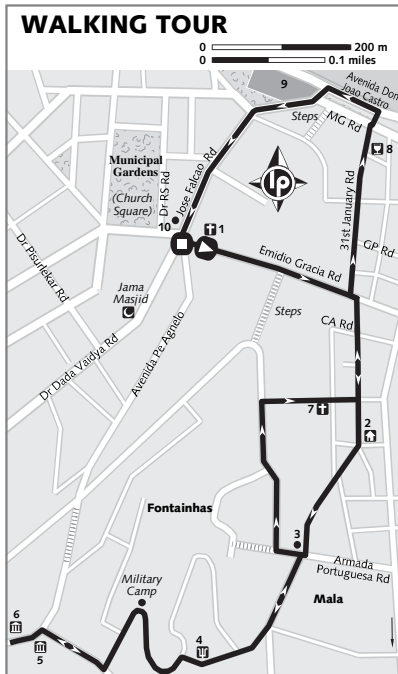 WALKING TOUR
0 200 m
0 0.1 miles
9
Avenida Dom
Joao Castro
Steps
MG Rd
8
Municipal
Gardens
(Church
Square)
Dr RS Rd
Jose Falcao Rd
lp
31st January Rd
10
1
GP Rd
Emidio Gracia Rd
Dr Pisurlekar Rd
Jama
Masjid
Steps
CA Rd
Dr Dada Vaidya Rd
Avenida Pe Agnelo
7
2
Fontainhas
3
Armada
Portuguesa Rd
Military
Camp
Mala
6
5
4